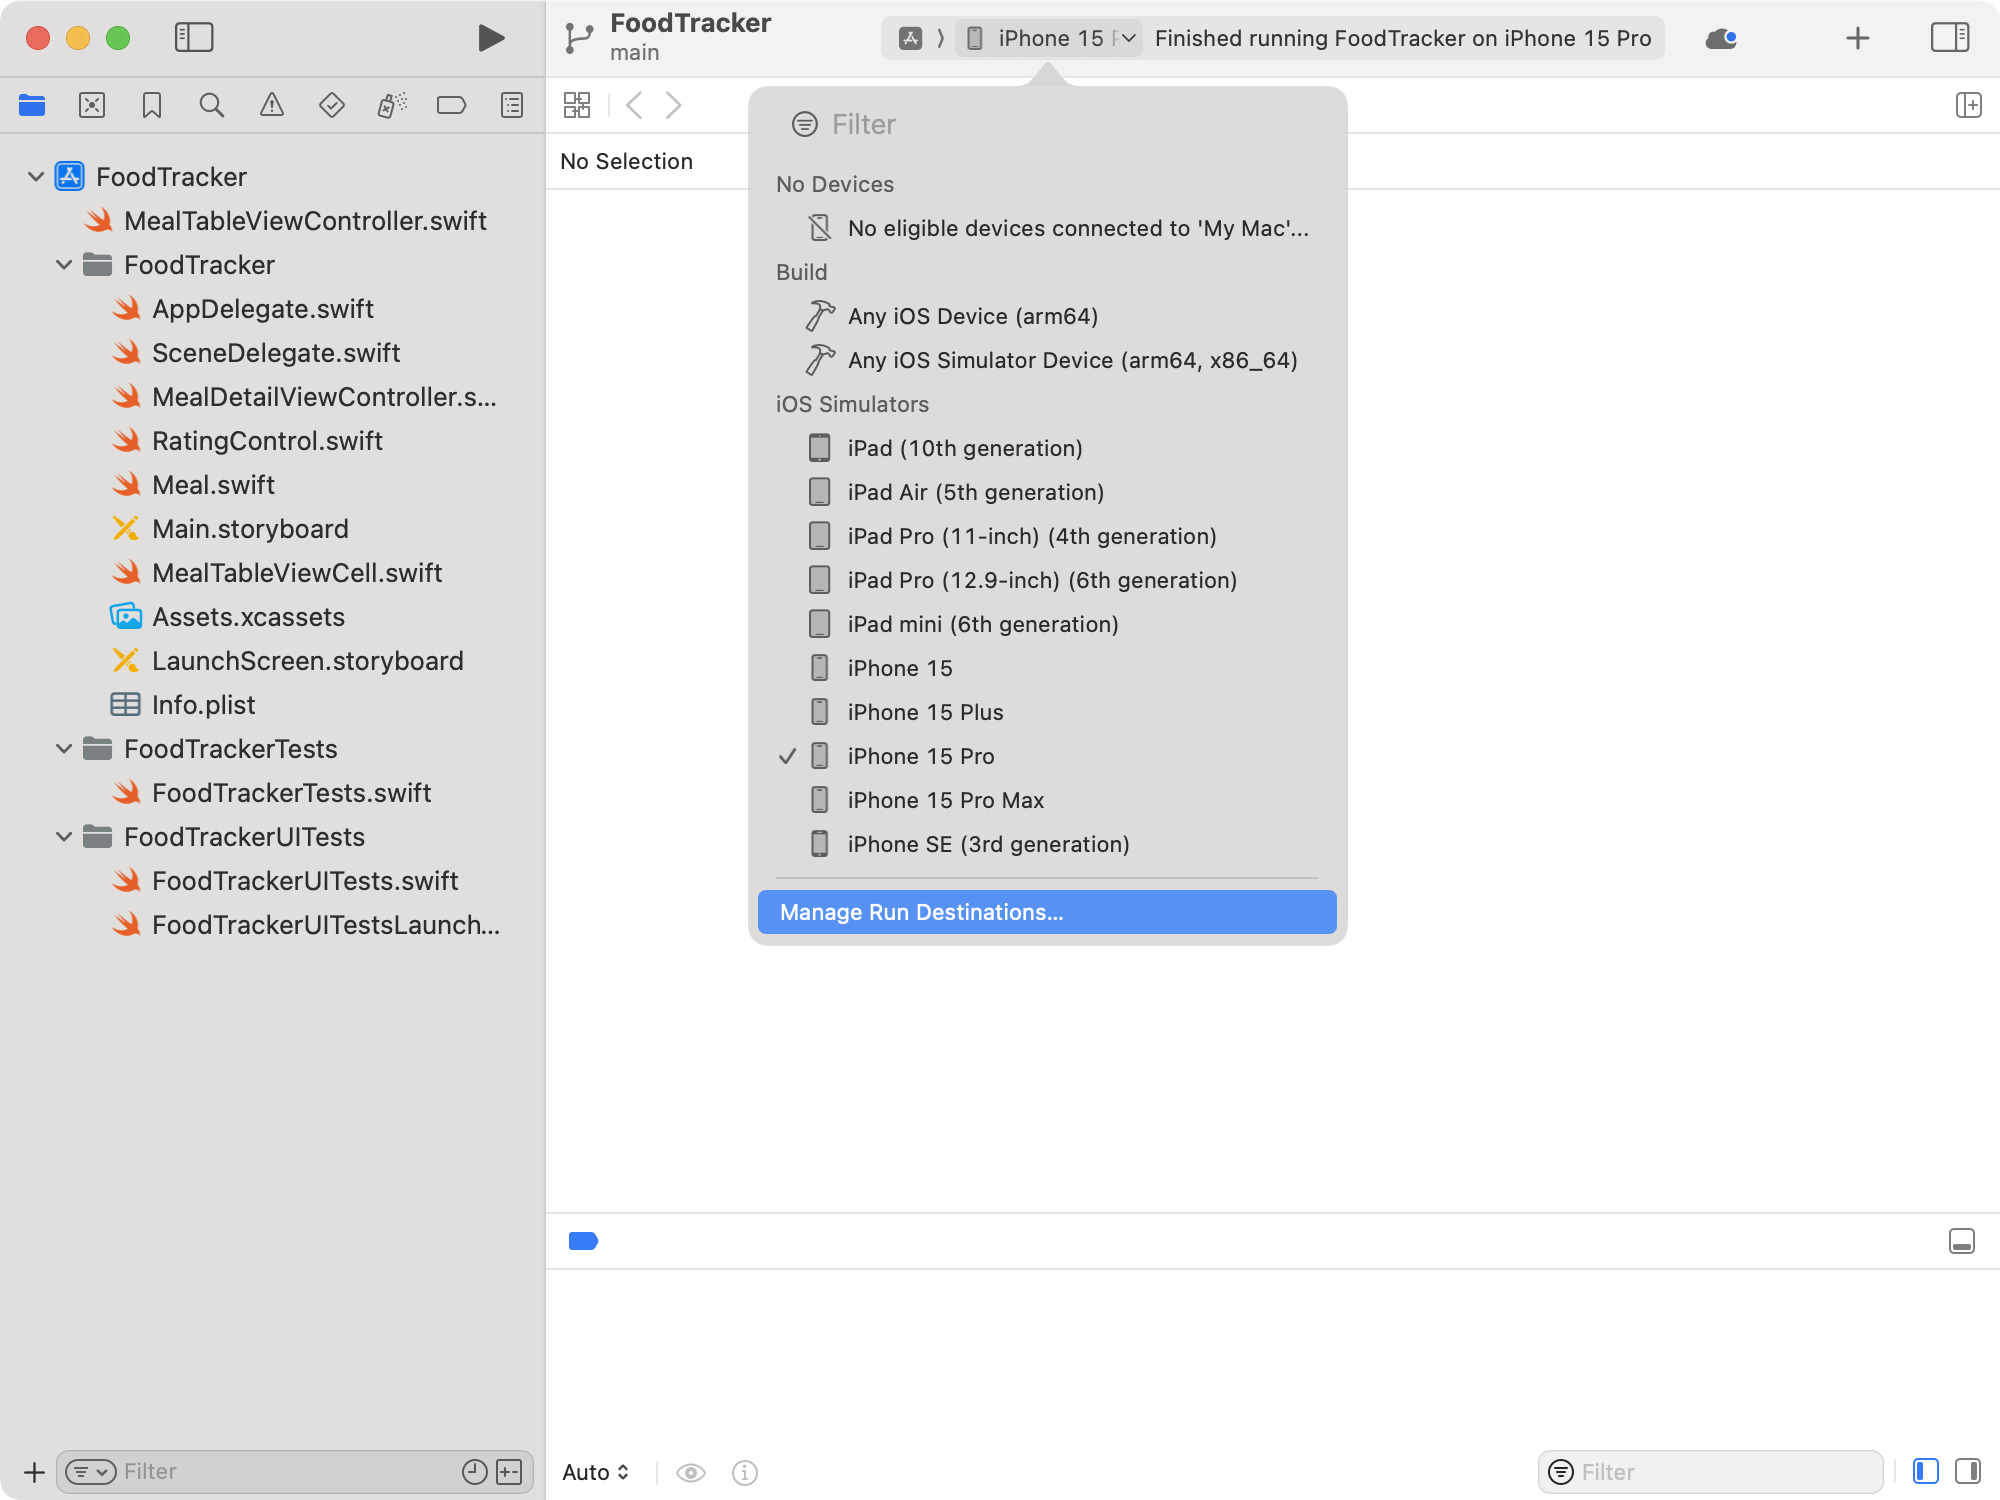 FoodTracker
main
iPhone 15
Finished running FoodTracker on iPhone 15 Pro
No Selection
FoodTracker
MealTableViewController.swift
FoodTracker
AppDelegate.swift
SceneDelegate.swift
MealDetailViewController.s...
RatingControl.swift
Meal.swift
Main.storyboard
MealTableViewCell.swift
Assets.xcassets
LaunchScreen.storyboard
Info.plist
FoodTrackerTests
FoodTrackerTests.swift
FoodTrackerUITests
FoodTrackerUITests.swift
FoodTrackerUITestsLaunch...
Filter
Filter
No Devices
No eligible devices connected to 'My Mac'...
Build
Any iOS Device (arm64)
Any iOS Simulator Device (arm64, x86_64)
iOS Simulators
iPad (10th generation)
iPad Air (5th generation)
iPad Pro (11-inch) (4th generation)
iPad Pro (12.9-inch) (6th generation)
iPad mini (6th generation)
iPhone 15
iPhone 15 Plus
iPhone 15 Pro
iPhone 15 Pro Max
iPhone SE (3rd generation)
Manage Run Destinations...
Auto
Filter